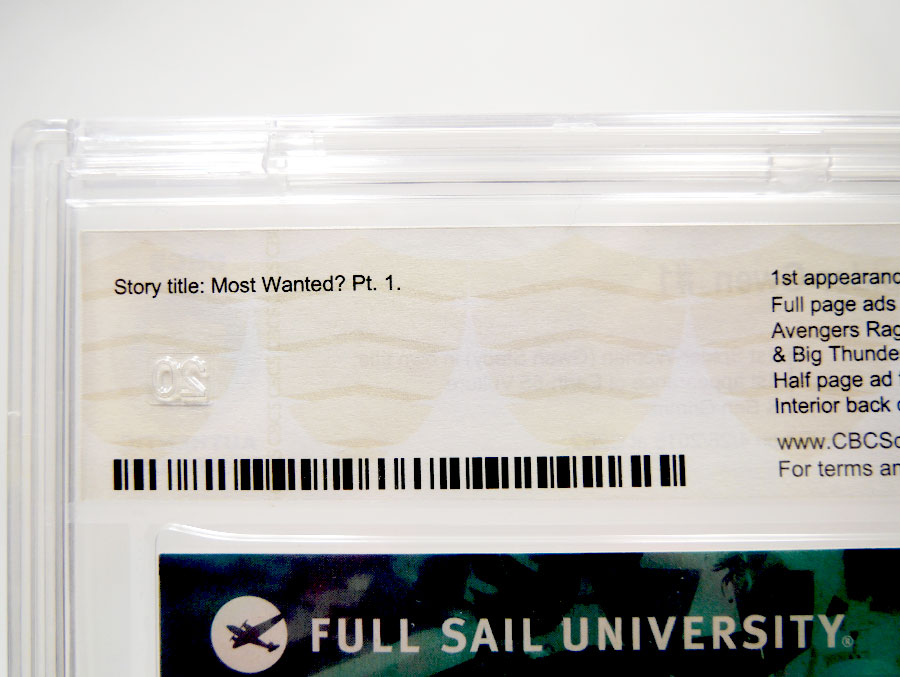 Story title: Most Wanted? Pt. 1.
1st appearanc
Full page ads
Avengers Rag
& Big Thunde
Half page ad
Interior back
www.CBCSc
For terms an
20
FULL SAIL UNIVERSITY®